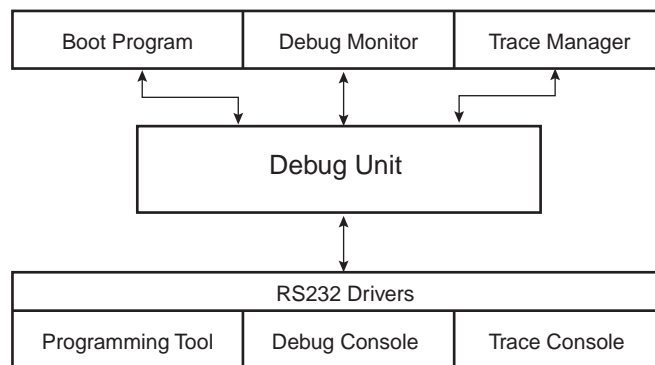 Boot Program
Debug Monitor
Trace Manager
Debug Unit
RS232 Drivers
Programming Tool
Debug Console
Trace Console